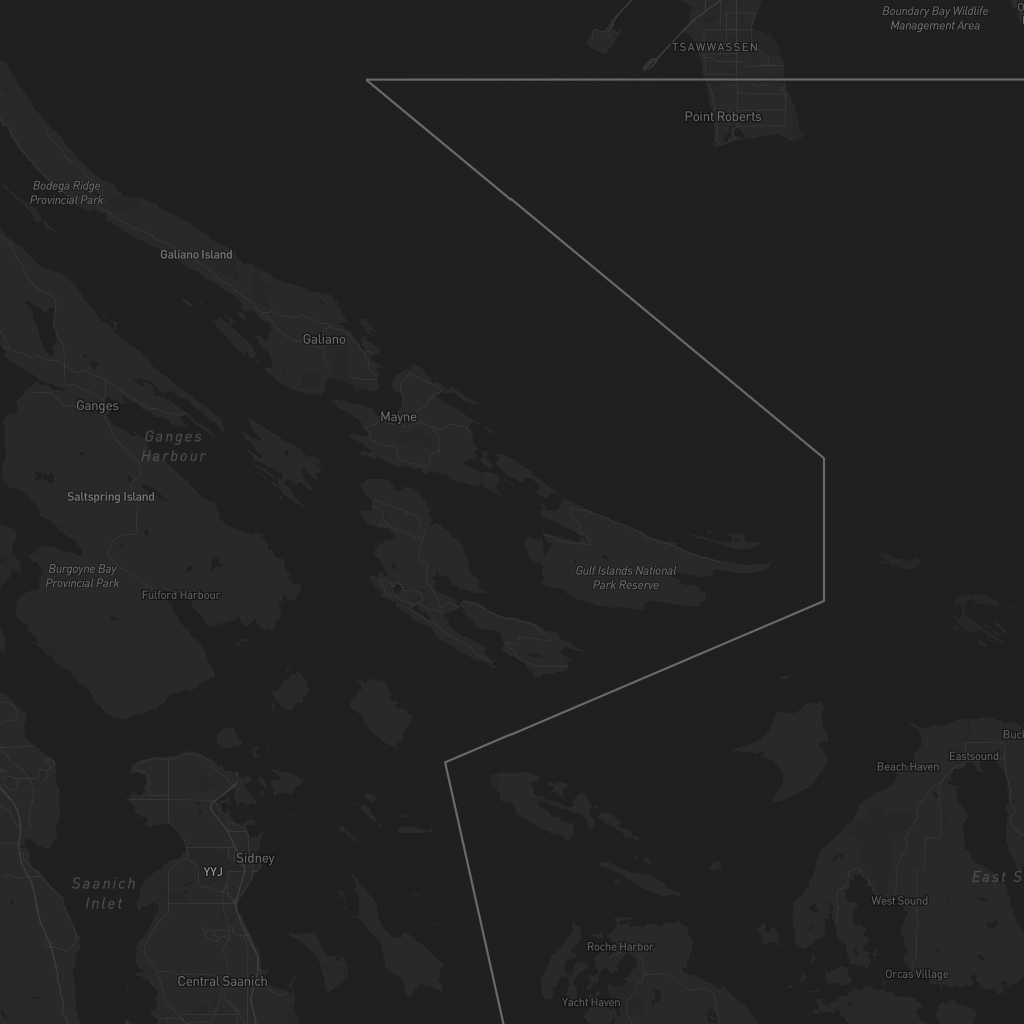 Boundary Bay Wildlife
Management Area
TSAWWASSEN
Point Roberts
Bodega Ridge
Provincial Park
Galiano Island
Galiano
Ganges
Mayne
Ganges
Harbour
Saltspring Island
Burgoyne Bay
Provincial Park
Gulf Islands National
Park Reserve
Fulford Harbour
Buck
Eastsound
Beach Haven
Sidney
YYJ
Saanich
Inlet
East S
West Sound
Roche Harbor
Orcas Village
Central Saanich
Yacht Haven